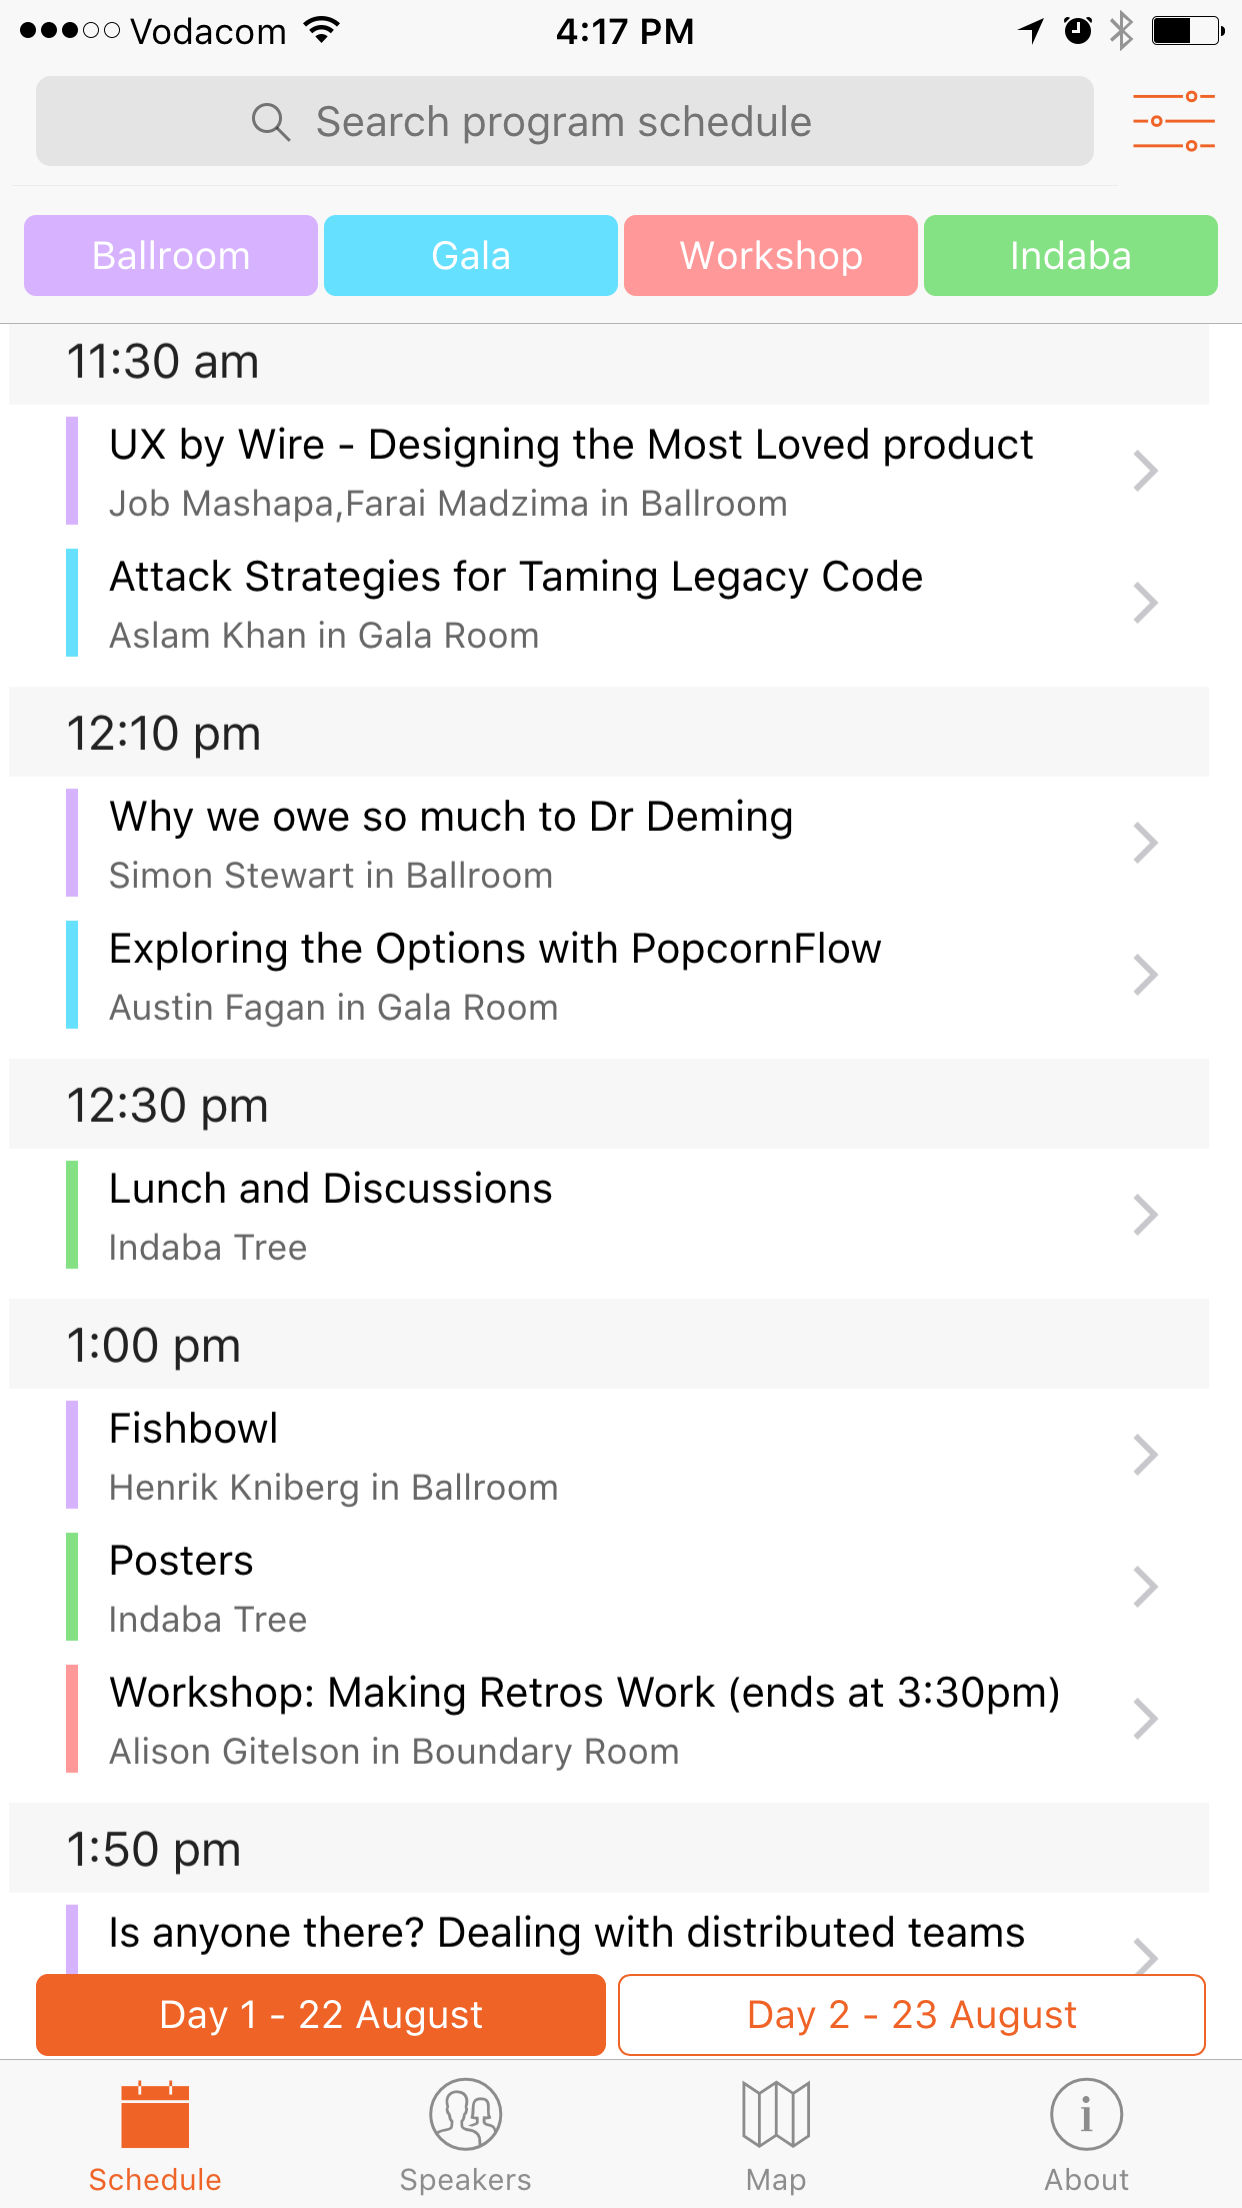 Vodacom 4:17 PM
Search program schedule
Ballroom Gala Workshop Indaba
11:30 am
UX by Wire - Designing the Most Loved product
Job Mashapa,Farai Madzima in Ballroom
Attack Strategies for Taming Legacy Code
Aslam Khan in Gala Room
12:10 pm
Why we owe so much to Dr Deming
Simon Stewart in Ballroom
Exploring the Options with PopcornFlow
Austin Fagan in Gala Room
12:30 pm
Lunch and Discussions
Indaba Tree
1:00 pm
Fishbowl
Henrik Kniberg in Ballroom
Posters
Indaba Tree
Workshop: Making Retros Work (ends at 3:30pm)
Alison Gitelson in Boundary Room
1:50 pm
Is anyone there? Dealing with distributed teams
Day 1 - 22 August Day 2 - 23 August
Schedule Speakers Map About